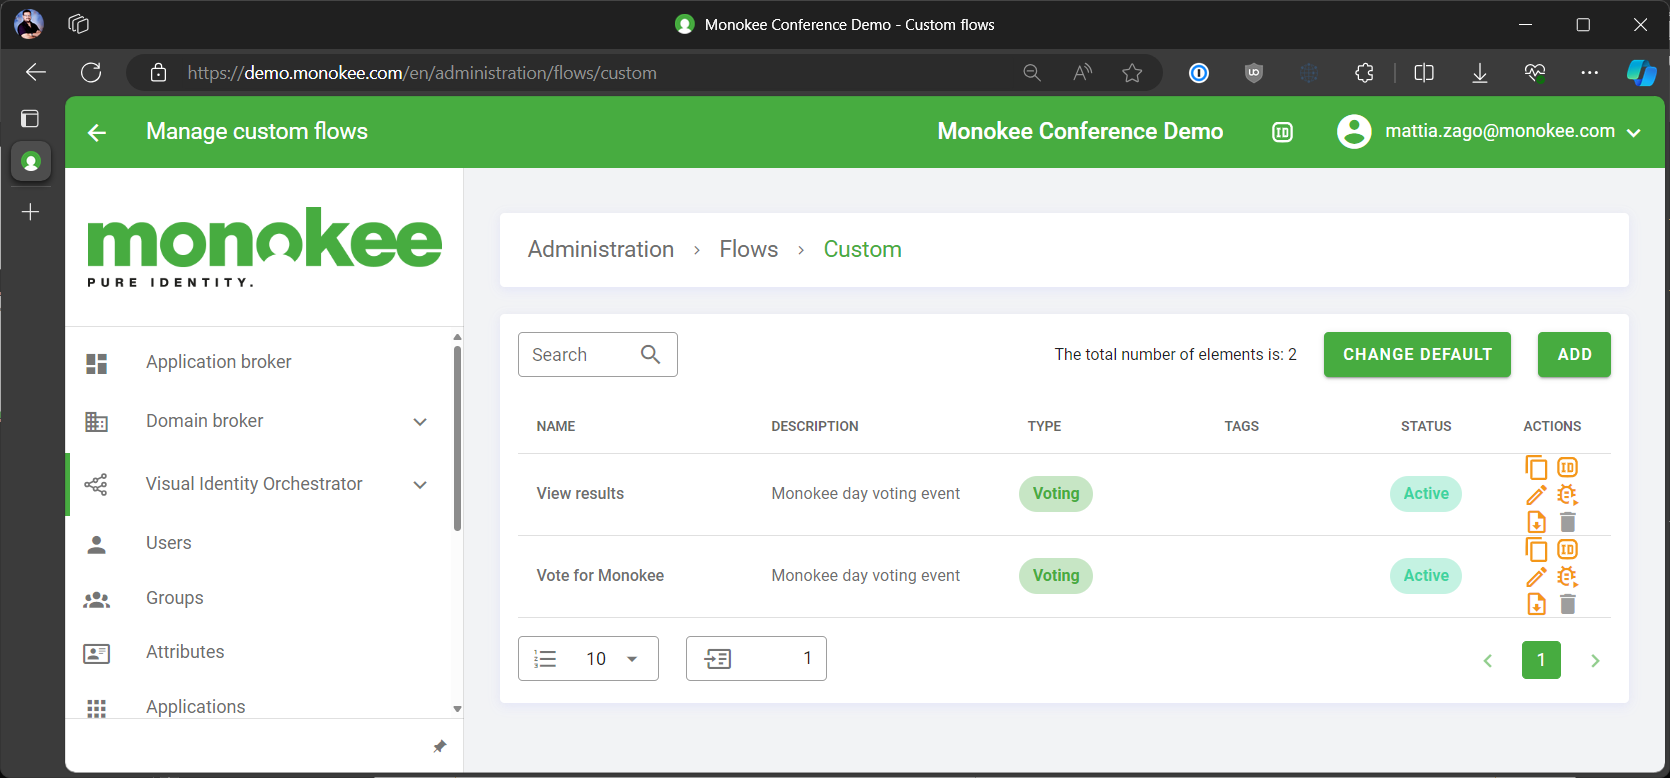 Monokee Conference Demo - Custom flows
https://demo.monokee.com/en/administration/flows/custom
Manage custom flows
Monokee Conference Demo
ID
mattia.zago@monokee.com
monokee
PURE IDENTITY.
Application broker
Domain broker
Visual Identity Orchestrator
Users
Groups
Attributes
Applications
Administration › Flows › Custom
Search
The total number of elements is: 2
CHANGE DEFAULT
ADD
NAME DESCRIPTION TYPE TAGS STATUS ACTIONS
View results Monokee day voting event Voting Active ID
Vote for Monokee Monokee day voting event Voting Active ID
10
1
1